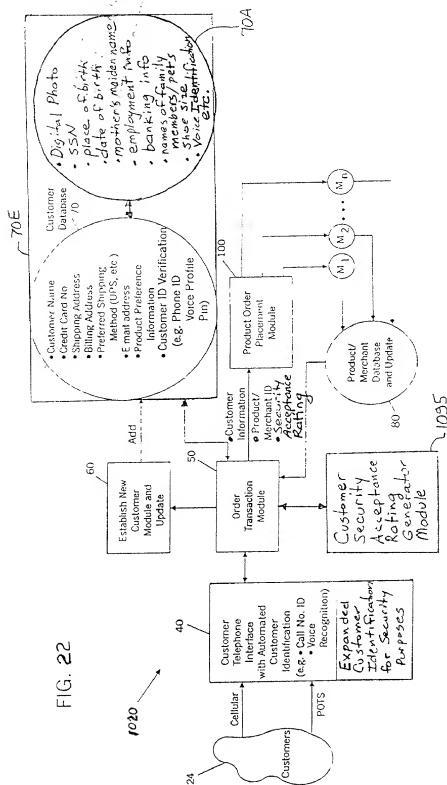 FIG. 22
1020
24
Customers
Cellular
POTS
40
Customer
Telephone
Interface
with Automated
Customer
Identification
(e.g. • Call No. ID
• Voice
Recognition)
Expanded
Customer
Identification
for Security
Purposes
60
Establish New
Customer
Module and
Update
Add
50
Order
Transaction
Module
• Customer
Information
• Product/
Merchant ID
• Security
Acceptance
Rating
Customer
Security
Acceptance
Rating
Generator
Module
1095
70E
Customer
Database
70
• Customer Name
• Credit Card No
• Shipping Address
• Billing Address
• Preferred Shipping
Method (UPS, etc.)
• E mail address
• Product Preference
Information
• Customer ID Verification
(e.g. Phone ID
Voice Profile
Pin)
70A
• Digital Photo
• SSN
• place of birth
• date of birth
• mother's maiden name
• employment info
• banking info
• names of family
members/pets
• Shoe size
• Voice Identification
etc.
100
Product Order
Placement
Module
M1
M2
• • •
Mn
Product/
Merchant
Database
and Update
80